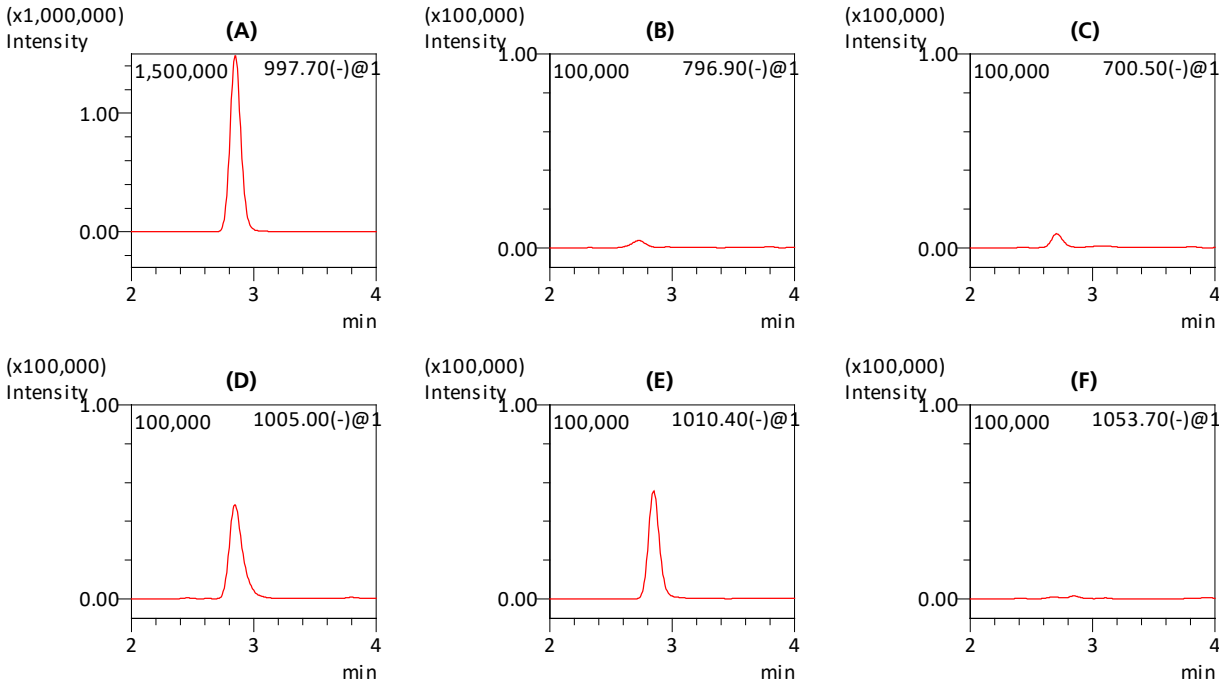 (x1,000,000)
Intensity
(A)
1,500,000
997.70(-)@1
1.00
0.00
2
3
4
min
(x100,000)
Intensity
(B)
1.00
100,000
796.90(-)@1
0.00
2
3
4
min
(x100,000)
Intensity
(C)
1.00
100,000
700.50(-)@1
0.00
2
3
4
min
(x100,000)
Intensity
(D)
1.00
100,000
1005.00(-)@1
0.00
2
3
4
min
(x100,000)
Intensity
(E)
1.00
100,000
1010.40(-)@1
0.00
2
3
4
min
(x100,000)
Intensity
(F)
1.00
100,000
1053.70(-)@1
0.00
2
3
4
min